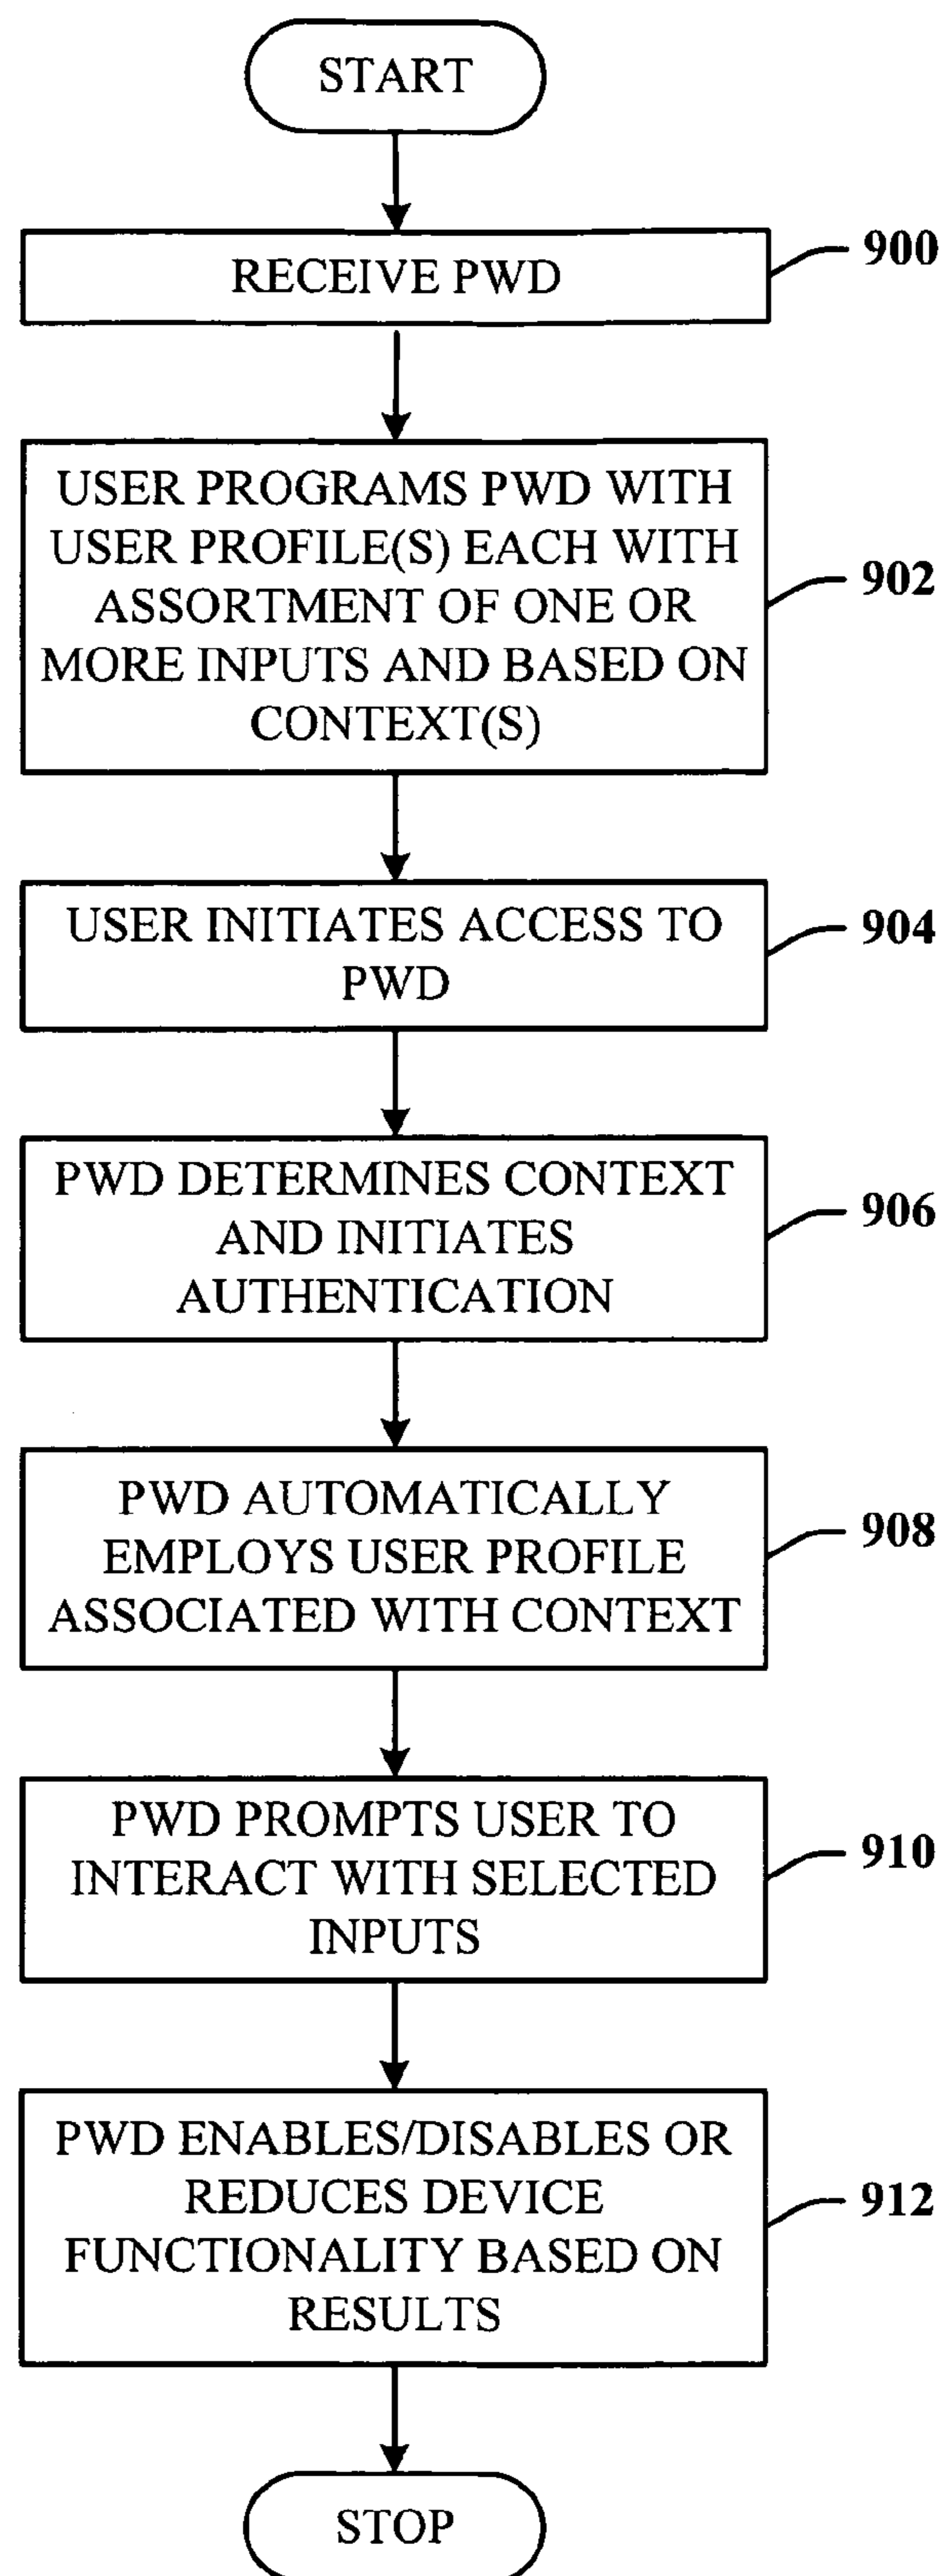 START
RECEIVE PWD
900
USER PROGRAMS PWD WITH
USER PROFILE(S) EACH WITH
ASSORTMENT OF ONE OR
MORE INPUTS AND BASED ON
CONTEXT(S)
902
USER INITIATES ACCESS TO
PWD
904
PWD DETERMINES CONTEXT
AND INITIATES
AUTHENTICATION
906
PWD AUTOMATICALLY
EMPLOYS USER PROFILE
ASSOCIATED WITH CONTEXT
908
PWD PROMPTS USER TO
INTERACT WITH SELECTED
INPUTS
910
PWD ENABLES/DISABLES OR
REDUCES DEVICE
FUNCTIONALITY BASED ON
RESULTS
912
STOP